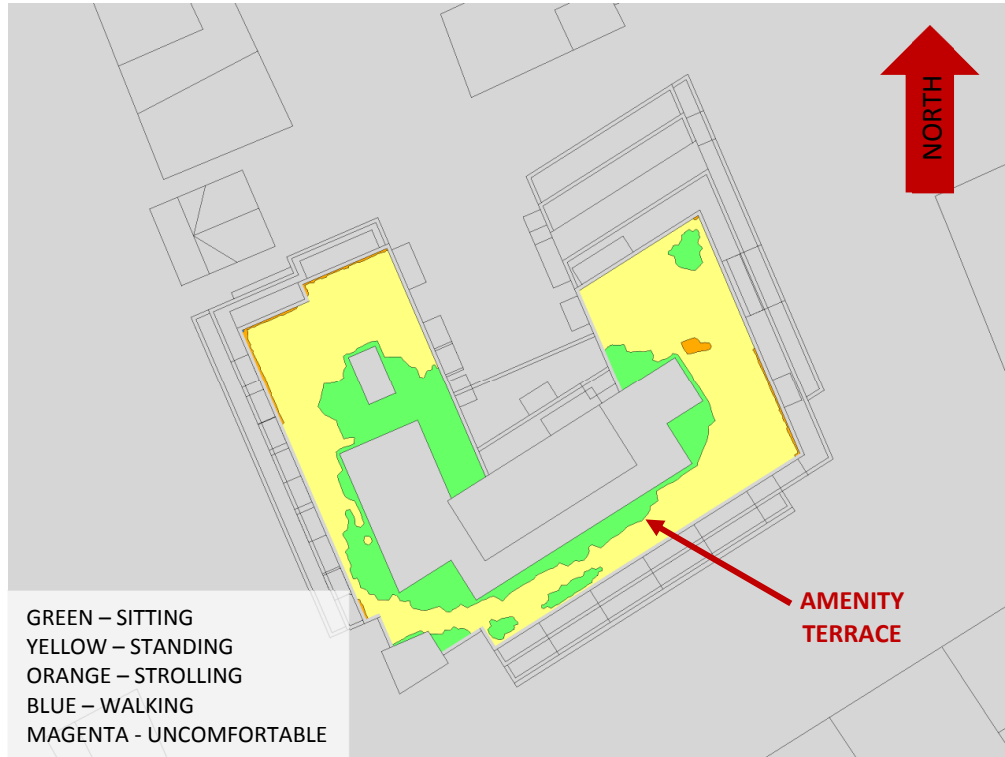 NORTH
AMENITY
TERRACE
GREEN – SITTING
YELLOW – STANDING
ORANGE – STROLLING
BLUE – WALKING
MAGENTA - UNCOMFORTABLE